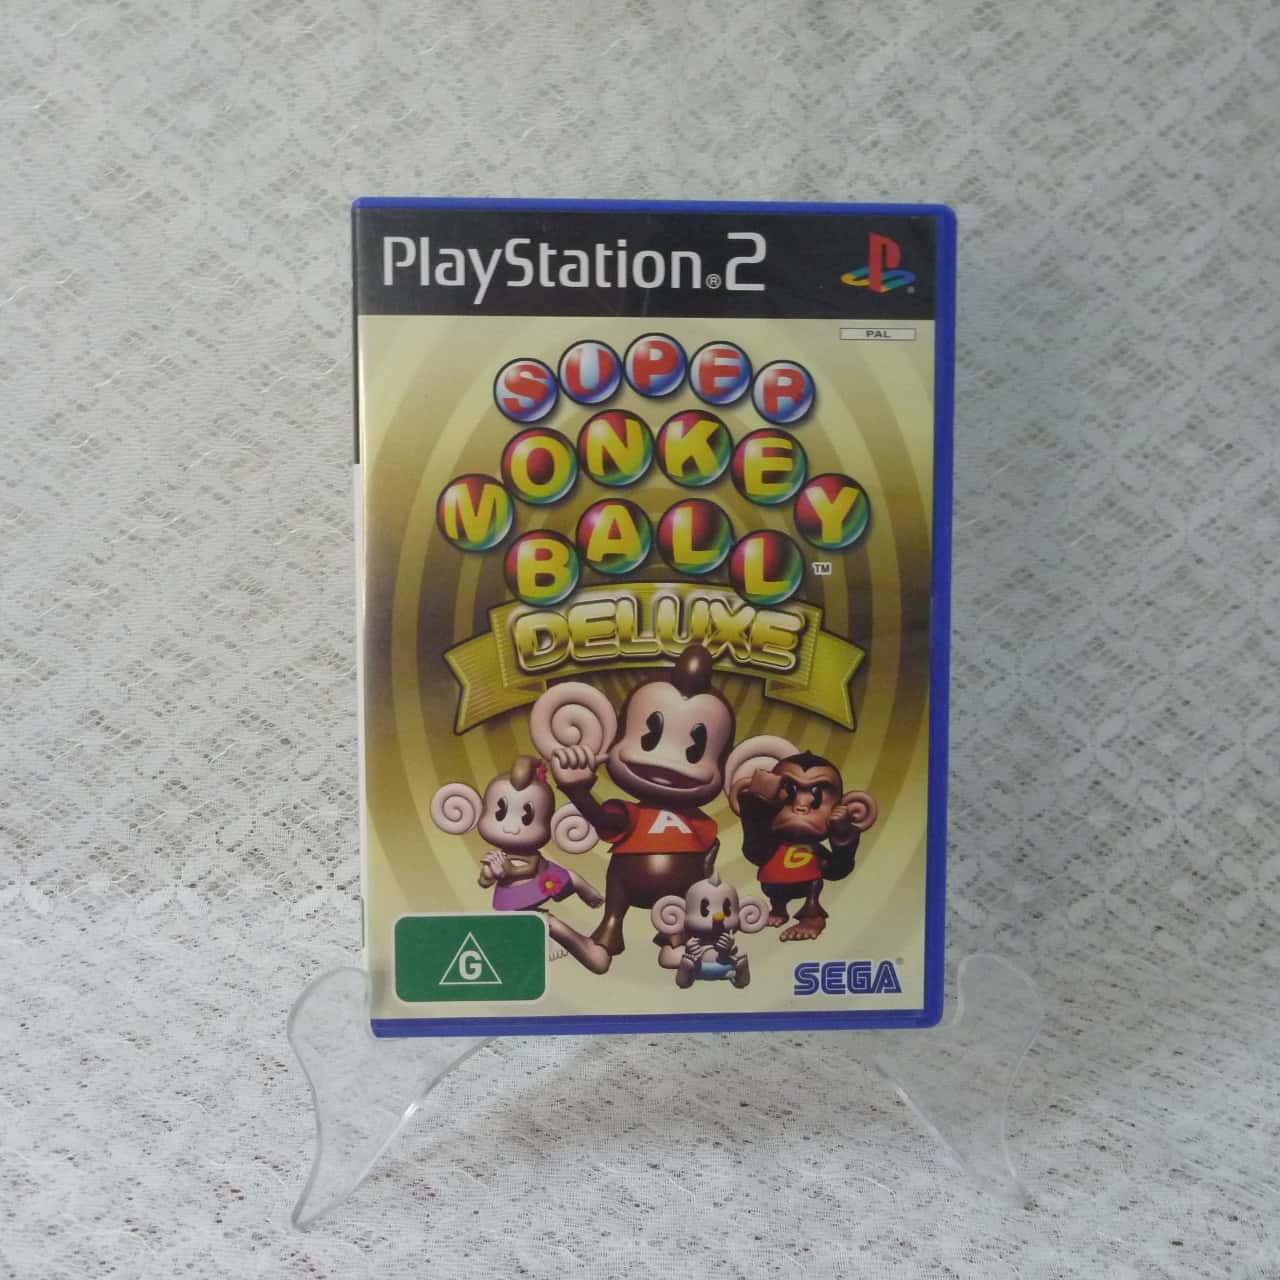 PlayStation®2
PAL
SUPER
MONKEY
BALL™
DELUXE
A
G
G
SEGA®